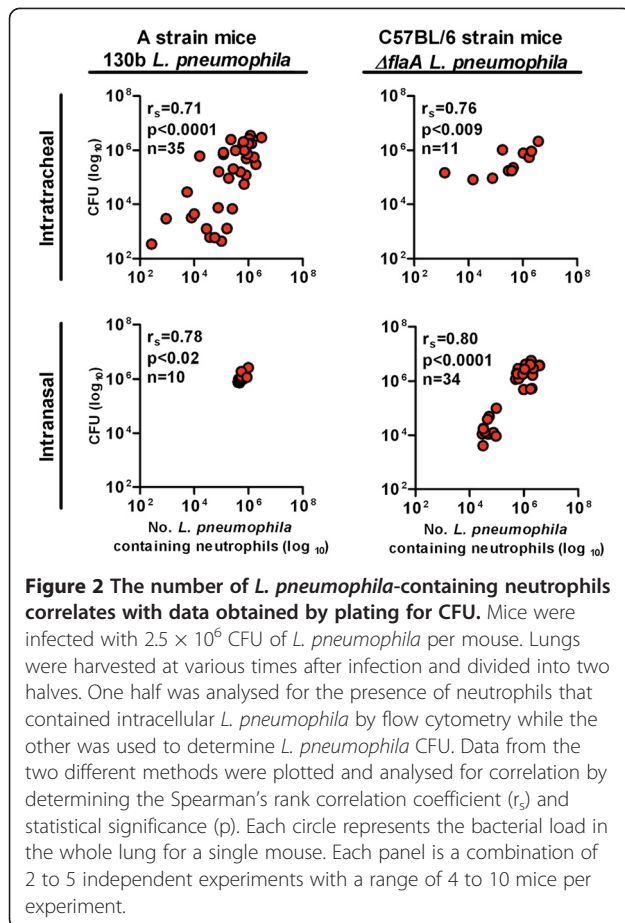 A strain mice
130b L. pneumophila
C57BL/6 strain mice
ΔflaA L. pneumophila
Intratracheal
CFU (log₁₀)
10⁸
10⁶
10⁴
10²
rₛ=0.71
p<0.0001
n=35
10² 10⁴ 10⁶ 10⁸
10⁸
10⁶
10⁴
10²
rₛ=0.76
p<0.009
n=11
10² 10⁴ 10⁶ 10⁸
Intranasal
CFU (log₁₀)
10⁸
10⁶
10⁴
10²
rₛ=0.78
p<0.02
n=10
10² 10⁴ 10⁶ 10⁸
No. L. pneumophila
containing neutrophils (log ₁₀)
10⁸
10⁶
10⁴
10²
rₛ=0.80
p<0.0001
n=34
10² 10⁴ 10⁶ 10⁸
No. L. pneumophila
containing neutrophils (log ₁₀)
Figure 2 The number of L. pneumophila-containing neutrophils
correlates with data obtained by plating for CFU. Mice were
infected with 2.5 × 10⁶ CFU of L. pneumophila per mouse. Lungs
were harvested at various times after infection and divided into two
halves. One half was analysed for the presence of neutrophils that
contained intracellular L. pneumophila by flow cytometry while the
other was used to determine L. pneumophila CFU. Data from the
two different methods were plotted and analysed for correlation by
determining the Spearman's rank correlation coefficient (rₛ) and
statistical significance (p). Each circle represents the bacterial load in
the whole lung for a single mouse. Each panel is a combination of
2 to 5 independent experiments with a range of 4 to 10 mice per
experiment.